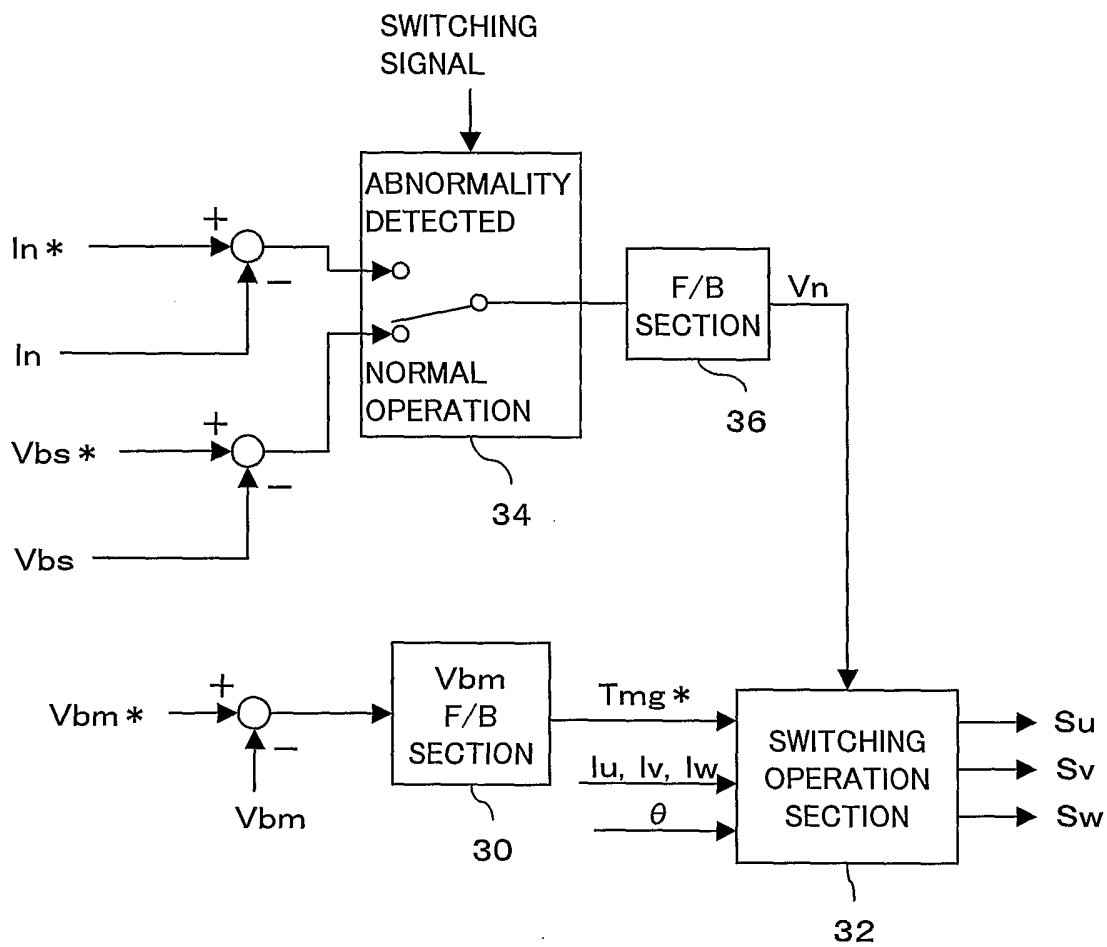 SWITCHING
SIGNAL
ABNORMALITY
DETECTED
In*
+
−
In
NORMAL
OPERATION
34
F/B
SECTION
Vn
36
Vbs*
+
−
Vbs
Vbm*
+
−
Vbm
Vbm
F/B
SECTION
30
Tmg*
Iu, Iv, Iw
θ
SWITCHING
OPERATION
SECTION
32
Su
Sv
Sw